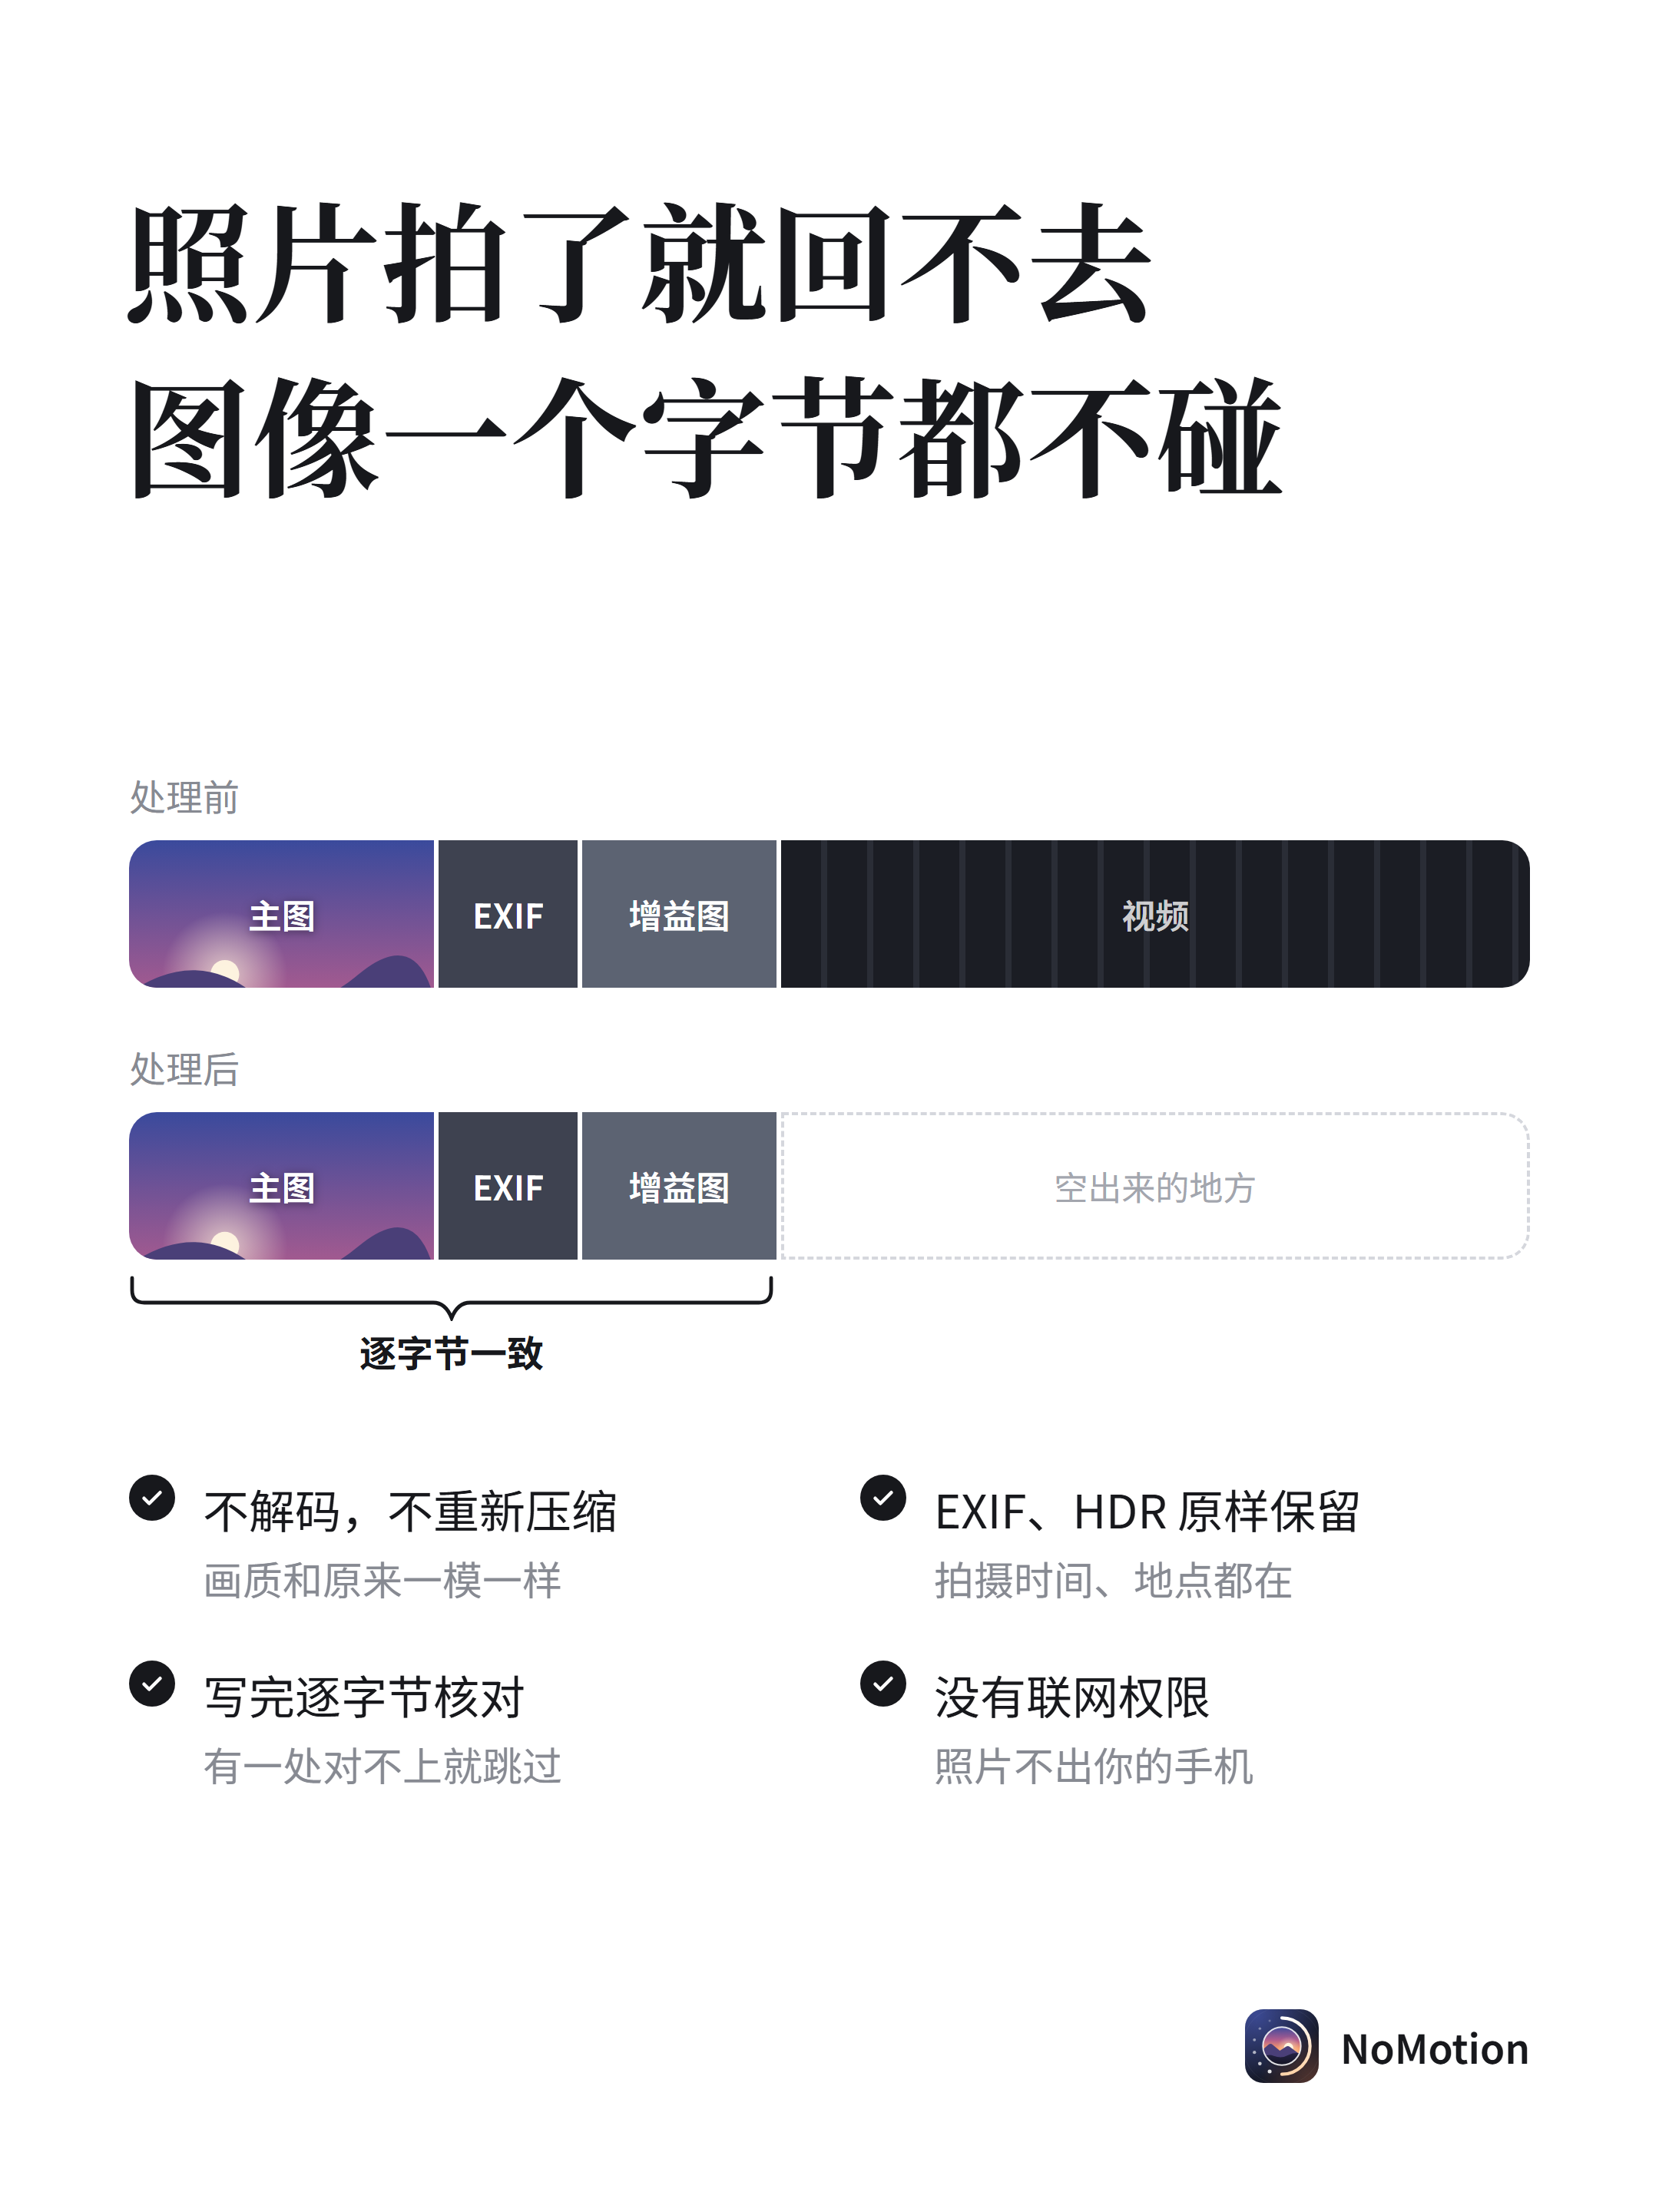 照片拍了就回不去
图像一个字节都不碰
处理前
主图 EXIF 增益图 视频
处理后
主图 EXIF 增益图 空出来的地方
逐字节一致
不解码，不重新压缩
画质和原来一模一样
EXIF、HDR 原样保留
拍摄时间、地点都在
写完逐字节核对
有一处对不上就跳过
没有联网权限
照片不出你的手机
NoMotion